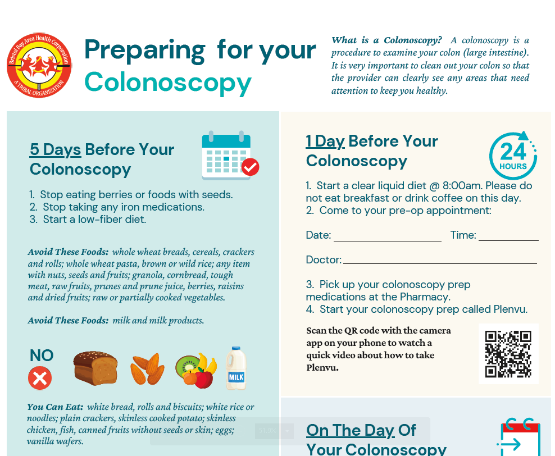 Preparing for your
Colonoscopy
What is a Colonoscopy? A colonoscopy is a
procedure to examine your colon (large intestine).
It is very important to clean out your colon so that
the provider can clearly see any areas that need
attention to keep you healthy.
5 Days Before Your
Colonoscopy
1. Stop eating berries or foods with seeds.
2. Stop taking any iron medications.
3. Start a low-fiber diet.
Avoid These Foods: whole wheat breads, cereals, crackers
and rolls; whole wheat pasta, brown or wild rice; any item
with nuts, seeds and fruits; granola, cornbread, tough
meat, raw fruits, prunes and prune juice, berries, raisins
and dried fruits; raw or partially cooked vegetables.
Avoid These Foods: milk and milk products.
NO
MILK
You Can Eat: white bread, rolls and biscuits; white rice or
noodles; plain crackers, skinless cooked potato; skinless
chicken, fish, canned fruits without seeds or skin; eggs;
vanilla wafers.
1 Day Before Your
Colonoscopy
24
HOURS
1. Start a clear liquid diet @ 8:00am. Please do
not eat breakfast or drink coffee on this day.
2. Come to your pre-op appointment:
Date: Time:
Doctor:
3. Pick up your colonoscopy prep
medications at the Pharmacy.
4. Start your colonoscopy prep called Plenvu.
Scan the QR code with the camera
app on your phone to watch a
quick video about how to take
Plenvu.
On The Day Of
Your Colonoscopy